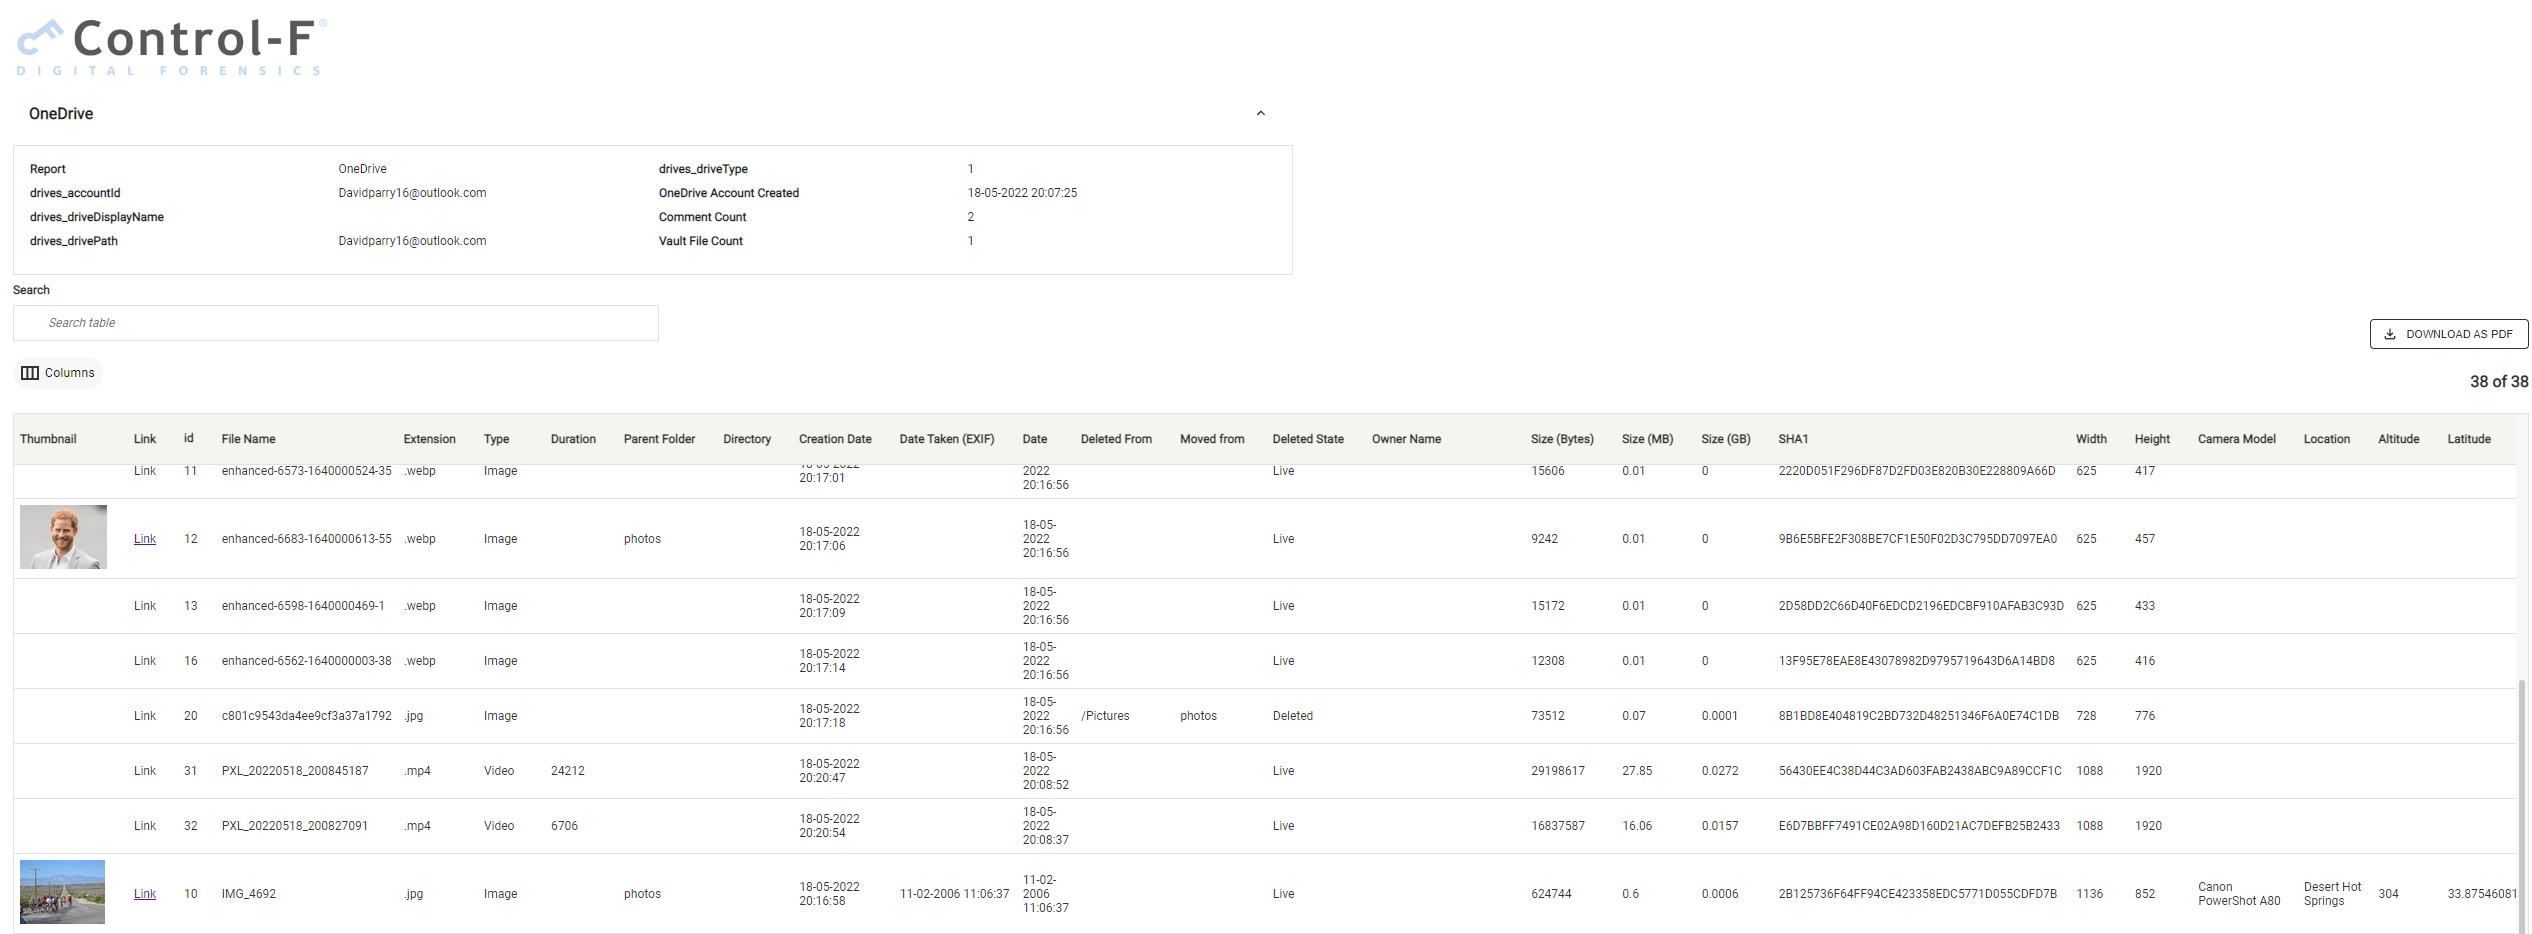 Control-F®
DIGITAL FORENSICS
OneDrive
Report OneDrive drives_driveType 1
drives_accountId Davidparry16@outlook.com OneDrive Account Created 18-05-2022 20:07:25
drives_driveDisplayName Comment Count 2
drives_drivePath Davidparry16@outlook.com Vault File Count 1
Search
Search table
DOWNLOAD AS PDF
Columns
38 of 38
Thumbnail Link id File Name Extension Type Duration Parent Folder Directory Creation Date Date Taken (EXIF) Date Deleted From Moved from Deleted State Owner Name Size (Bytes) Size (MB) Size (GB) SHA1 Width Height Camera Model Location Altitude Latitude
18-05-2022
Link 11 enhanced-6573-1640000524-35 .webp Image 2022 Live 15606 0.01 0 2220D051F296DF87D2FD03E820B30E228809A66D 625 417
20:17:01
20:16:56
18-05-
18-05-2022 2022
Link 12 enhanced-6683-1640000613-55 .webp Image photos Live 9242 0.01 0 9B6E5BFE2F308BE7CF1E50F02D3C795DD7097EA0 625 457
20:17:06 20:16:56
18-05-
18-05-2022 2022
Link 13 enhanced-6598-1640000469-1 .webp Image Live 15172 0.01 0 2D58DD2C66D40F6EDCD2196EDCBF910AFAB3C93D 625 433
20:17:09 20:16:56
18-05-
18-05-2022 2022
Link 16 enhanced-6562-1640000003-38 .webp Image Live 12308 0.01 0 13F95E78EAE8E43078982D9795719643D6A14BD8 625 416
20:17:14 20:16:56
18-05-
18-05-2022 2022
Link 20 c801c9543da4ee9cf3a37a1792 .jpg Image /Pictures photos Deleted 73512 0.07 0.0001 8B1BD8E404819C2BD732D48251346F6A0E74C1DB 728 776
20:17:18 20:16:56
18-05-
18-05-2022 2022
Link 31 PXL_20220518_200845187 .mp4 Video 24212 Live 29198617 27.85 0.0272 56430EE4C38D44C3AD603FAB2438ABC9A89CCF1C 1088 1920
20:20:47 20:08:52
18-05-
18-05-2022 2022
Link 32 PXL_20220518_200827091 .mp4 Video 6706 Live 16837587 16.06 0.0157 E6D7BBFF7491CE02A98D160D21AC7DEFB25B2433 1088 1920
20:20:54 20:08:37
11-02-
18-05-2022 2006 Canon Desert Hot
Link 10 IMG_4692 .jpg Image photos 11-02-2006 11:06:37 Live 624744 0.6 0.0006 2B125736F64FF94CE423358EDC5771D055CDFD7B 1136 852 304 33.87546081
20:16:58 11:06:37 PowerShot A80 Springs